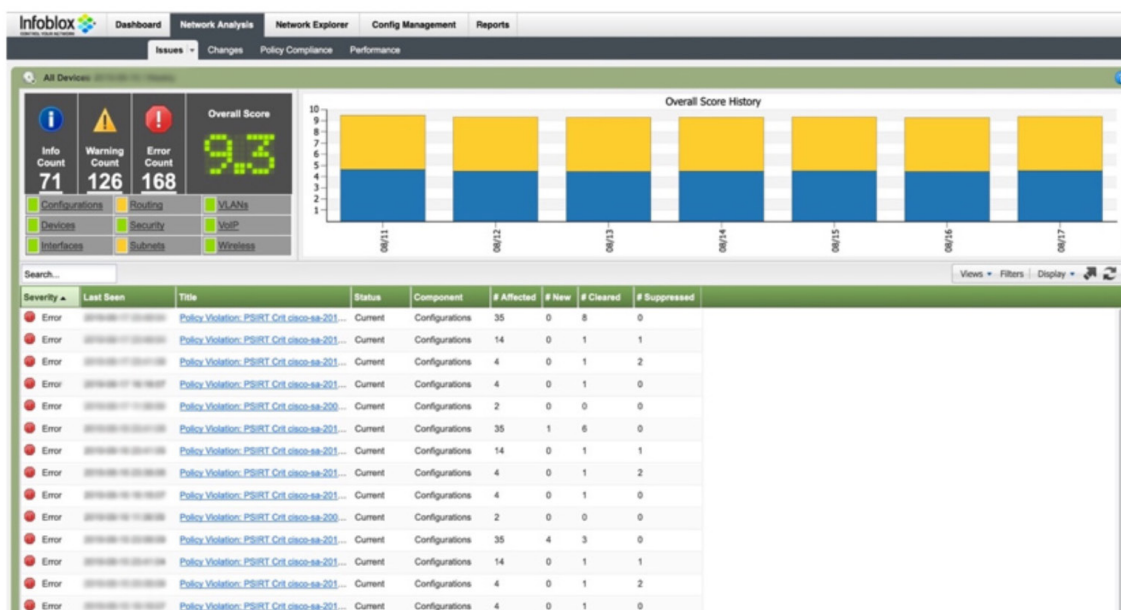 Infoblox
CONTROL YOUR NETWORK
Dashboard Network Analysis Network Explorer Config Management Reports
Issues Changes Policy Compliance Performance
All Devices
Info Count 71
Warning Count 126
Error Count 168
Overall Score
9.3
Configurations Routing VLANs
Devices Security VoIP
Interfaces Subnets Wireless
Overall Score History
10
9
8
7
6
5
4
3
2
1
08/11 08/12 08/13 08/14 08/15 08/16 08/17
Search... Views Filters Display
Severity Last Seen Title Status Component # Affected # New # Cleared # Suppressed
Error Policy Violation: PSIRT Crit cisco-sa-201... Current Configurations 35 0 8 0
Error Policy Violation: PSIRT Crit cisco-sa-201... Current Configurations 14 0 1 1
Error Policy Violation: PSIRT Crit cisco-sa-201... Current Configurations 4 0 1 2
Error Policy Violation: PSIRT Crit cisco-sa-201... Current Configurations 4 0 1 0
Error Policy Violation: PSIRT Crit cisco-sa-200... Current Configurations 2 0 0 0
Error Policy Violation: PSIRT Crit cisco-sa-201... Current Configurations 35 1 6 0
Error Policy Violation: PSIRT Crit cisco-sa-201... Current Configurations 14 0 1 1
Error Policy Violation: PSIRT Crit cisco-sa-201... Current Configurations 4 0 1 2
Error Policy Violation: PSIRT Crit cisco-sa-201... Current Configurations 4 0 1 0
Error Policy Violation: PSIRT Crit cisco-sa-200... Current Configurations 2 0 0 0
Error Policy Violation: PSIRT Crit cisco-sa-201... Current Configurations 35 4 3 0
Error Policy Violation: PSIRT Crit cisco-sa-201... Current Configurations 14 0 1 1
Error Policy Violation: PSIRT Crit cisco-sa-201... Current Configurations 4 0 1 2
Error Policy Violation: PSIRT Crit cisco-sa-201... Current Configurations 4 0 1 0